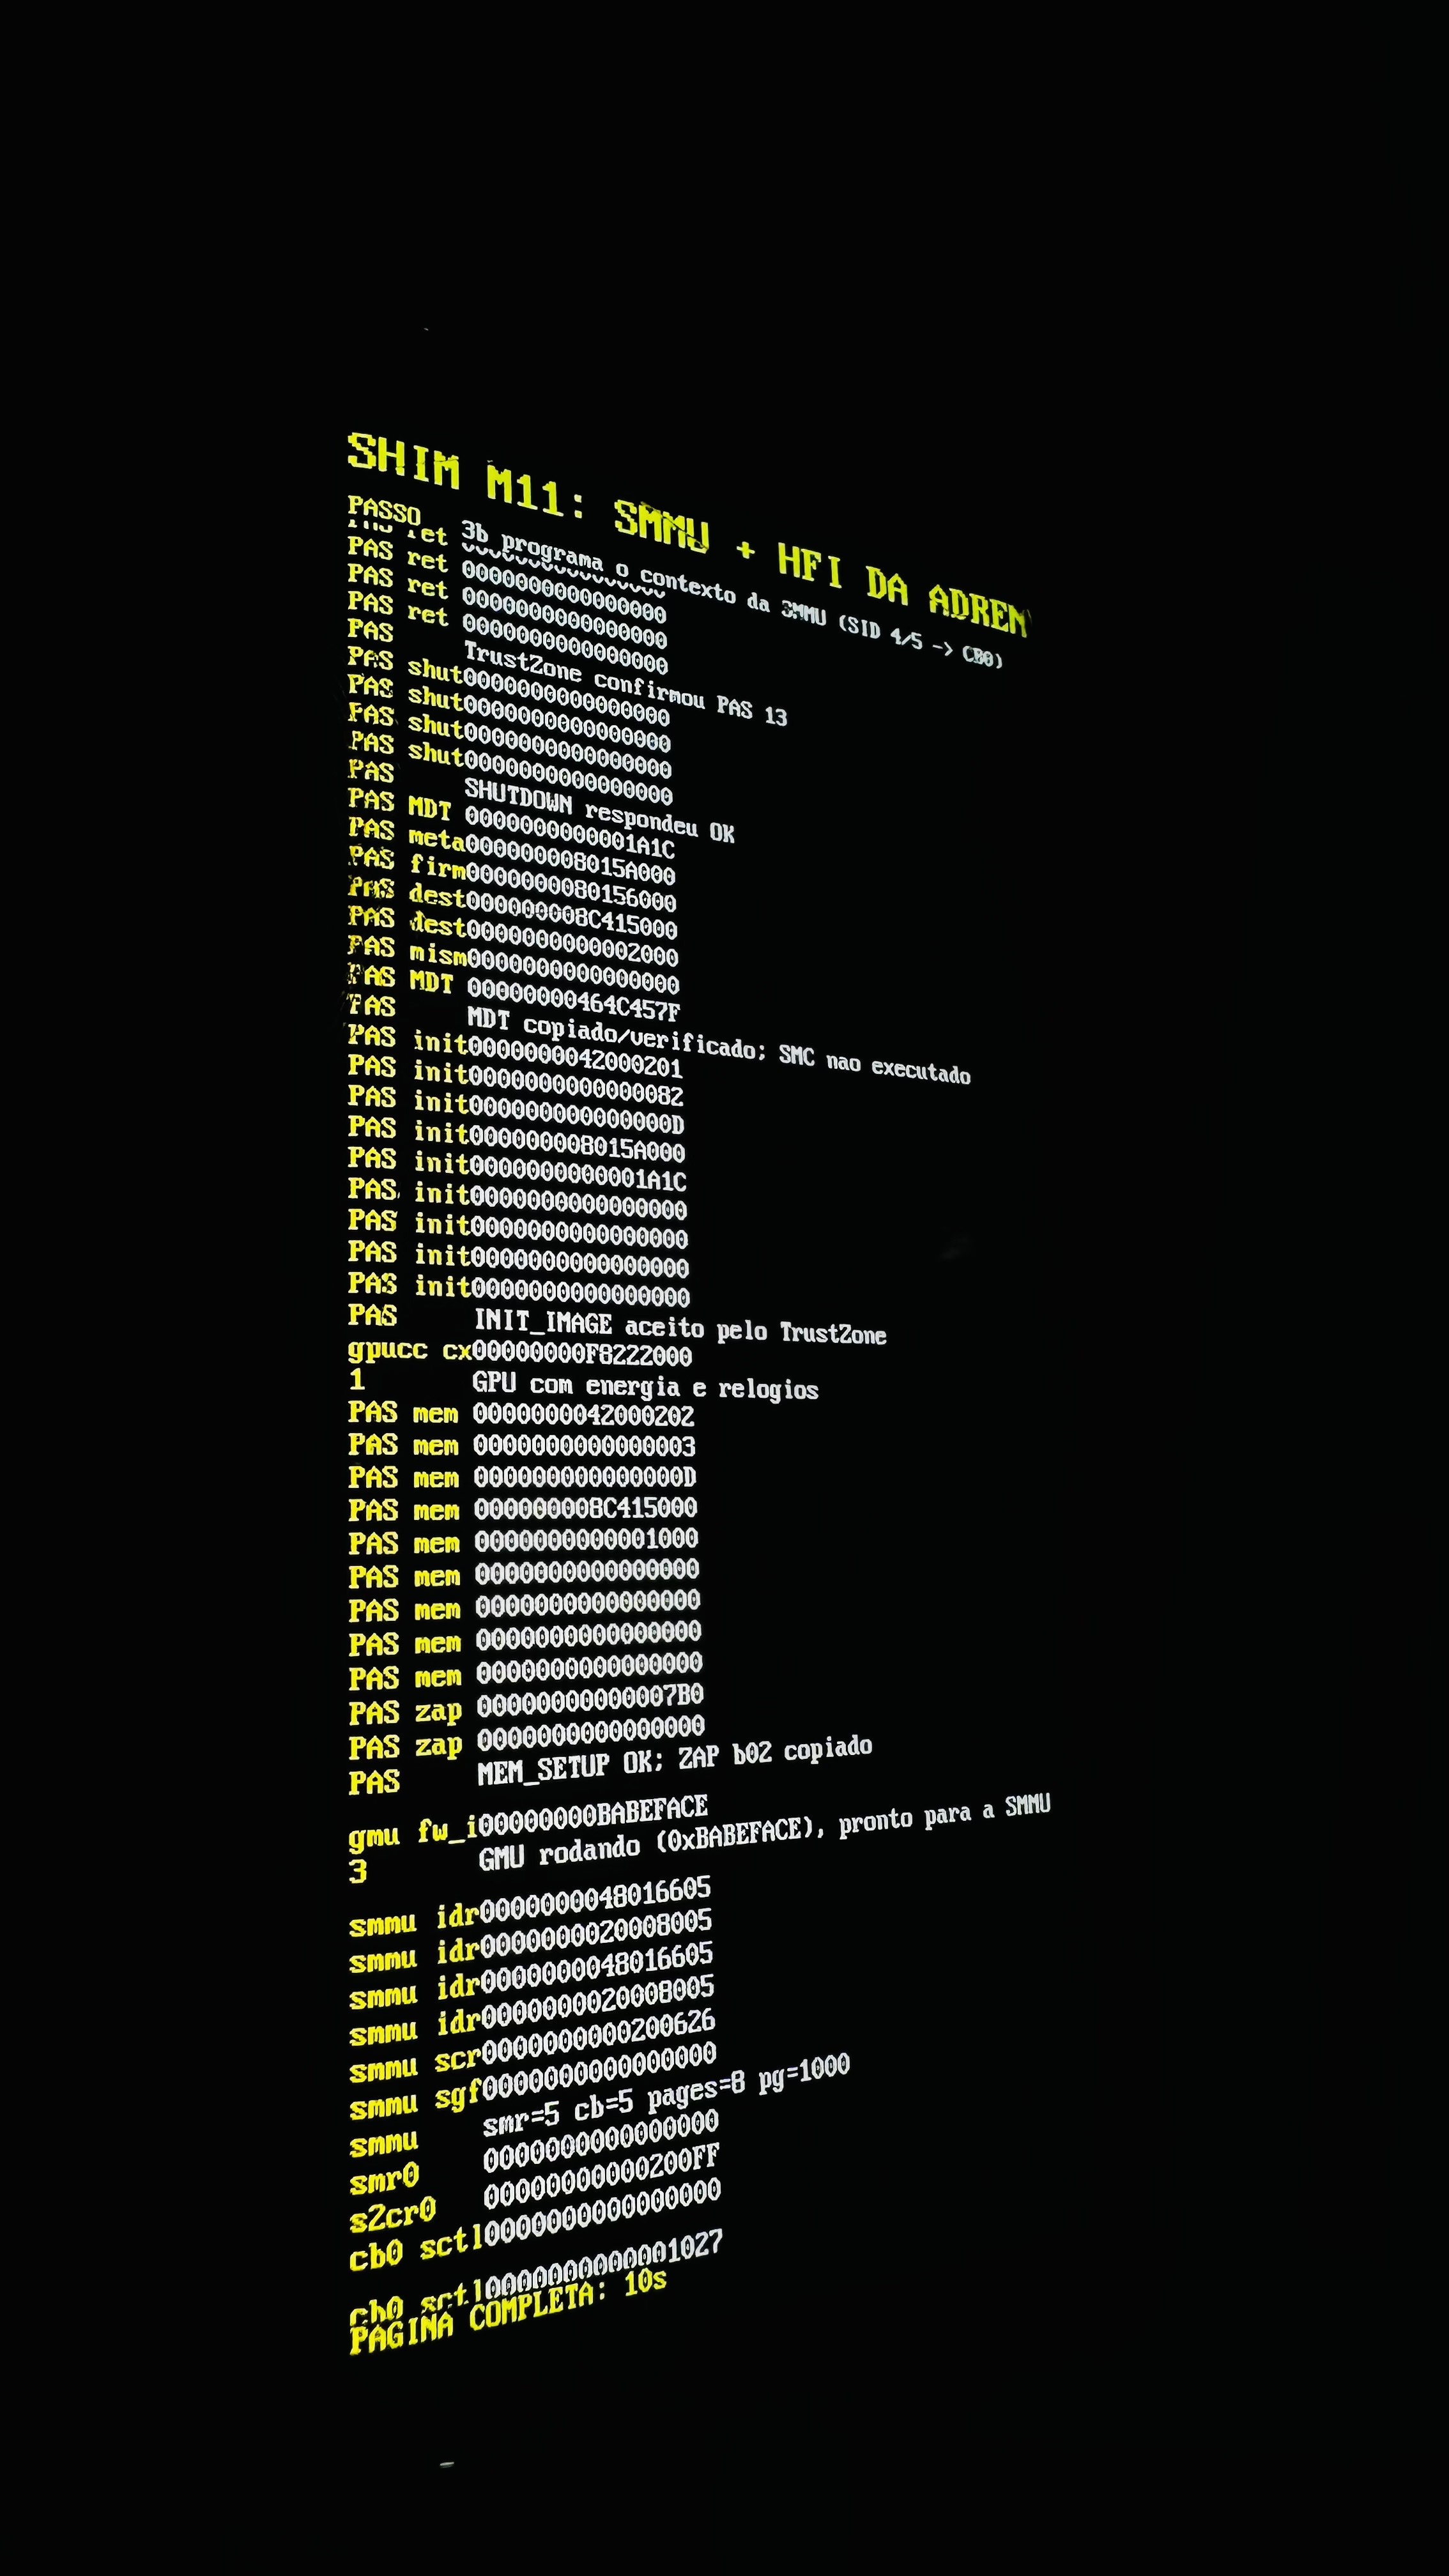 SHIM M11: SMMU + HFI DA ADREN
PASSO 3b programa o contexto da SMMU (SID 4/5 -> CB0)
PAS ret 0000000000000000
PAS ret 0000000000000000
PAS ret 0000000000000000
PAS ret 0000000000000000
PAS TrustZone confirmou PAS 13
PAS shut0000000000000000
PAS shut0000000000000000
PAS shut0000000000000000
PAS shut0000000000000000
PAS SHUTDOWN respondeu OK
PAS MDT 0000000000001A1C
PAS meta000000008015A000
PAS firm0000000080156000
PAS dest000000008C415000
PAS dest0000000000002000
PAS mism0000000000000000
PAS MDT 00000000464C457F
PAS MDT copiado/verificado; SMC nao executado
PAS init0000000042000201
PAS init0000000000000082
PAS init000000000000000D
PAS init000000008015A000
PAS init0000000000001A1C
PAS init0000000000000000
PAS init0000000000000000
PAS init0000000000000000
PAS init0000000000000000
PAS INIT_IMAGE aceito pelo TrustZone
gpucc cx00000000F8222000
1 GPU com energia e relogios
PAS mem 0000000042000202
PAS mem 0000000000000003
PAS mem 000000000000000D
PAS mem 000000008C415000
PAS mem 0000000000001000
PAS mem 0000000000000000
PAS mem 0000000000000000
PAS mem 0000000000000000
PAS mem 0000000000000000
PAS zap 00000000000007B0
PAS zap 0000000000000000
PAS MEM_SETUP OK; ZAP b02 copiado
gmu fw_i00000000BABEFACE
3 GMU rodando (0xBABEFACE), pronto para a SMMU
smmu idr0000000048016605
smmu idr0000000020008005
smmu idr0000000048016605
smmu idr0000000020008005
smmu scr0000000000200626
smmu sgf0000000000000000
smmu smr=5 cb=5 pages=8 pg=1000
smr0 0000000000000000
s2cr0 00000000000200FF
cb0 sctl0000000000000000
cb0 sctl0000000000001027
PAGINA COMPLETA: 10s